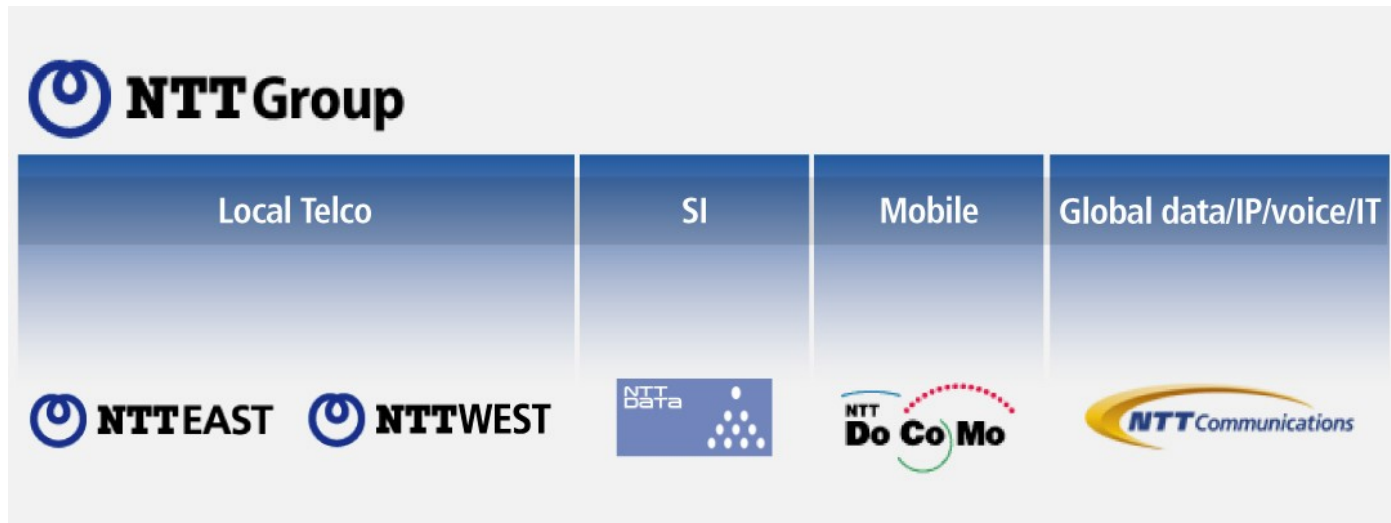 NTT Group
Local Telco
SI
Mobile
Global data/IP/voice/IT
NTT EAST
NTT WEST
NTT
DATA
NTT
Do Co Mo
NTT Communications